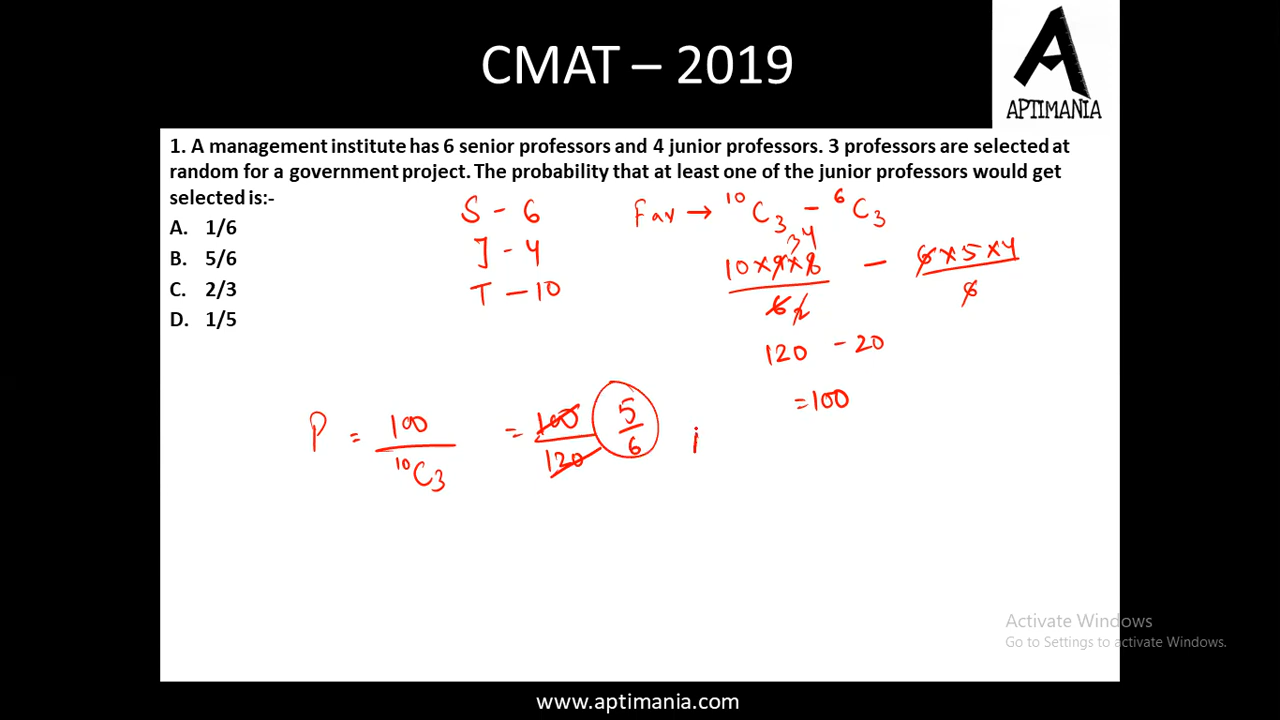 CMAT – 2019
APTIMANIA
1. A management institute has 6 senior professors and 4 junior professors. 3 professors are selected at
random for a government project. The probability that at least one of the junior professors would get
selected is:-
A. 1/6
B. 5/6
C. 2/3
D. 1/5
S - 6
J - 4
T - 10
Fav → ¹⁰C₃ - ⁶C₃
3 4
10×9×8 / 6 2 - 6×5×4 / 6
120 - 20
= 100
P = 100 / ¹⁰C₃ = 100 / 120 5/6
Activate Windows
Go to Settings to activate Windows.
www.aptimania.com